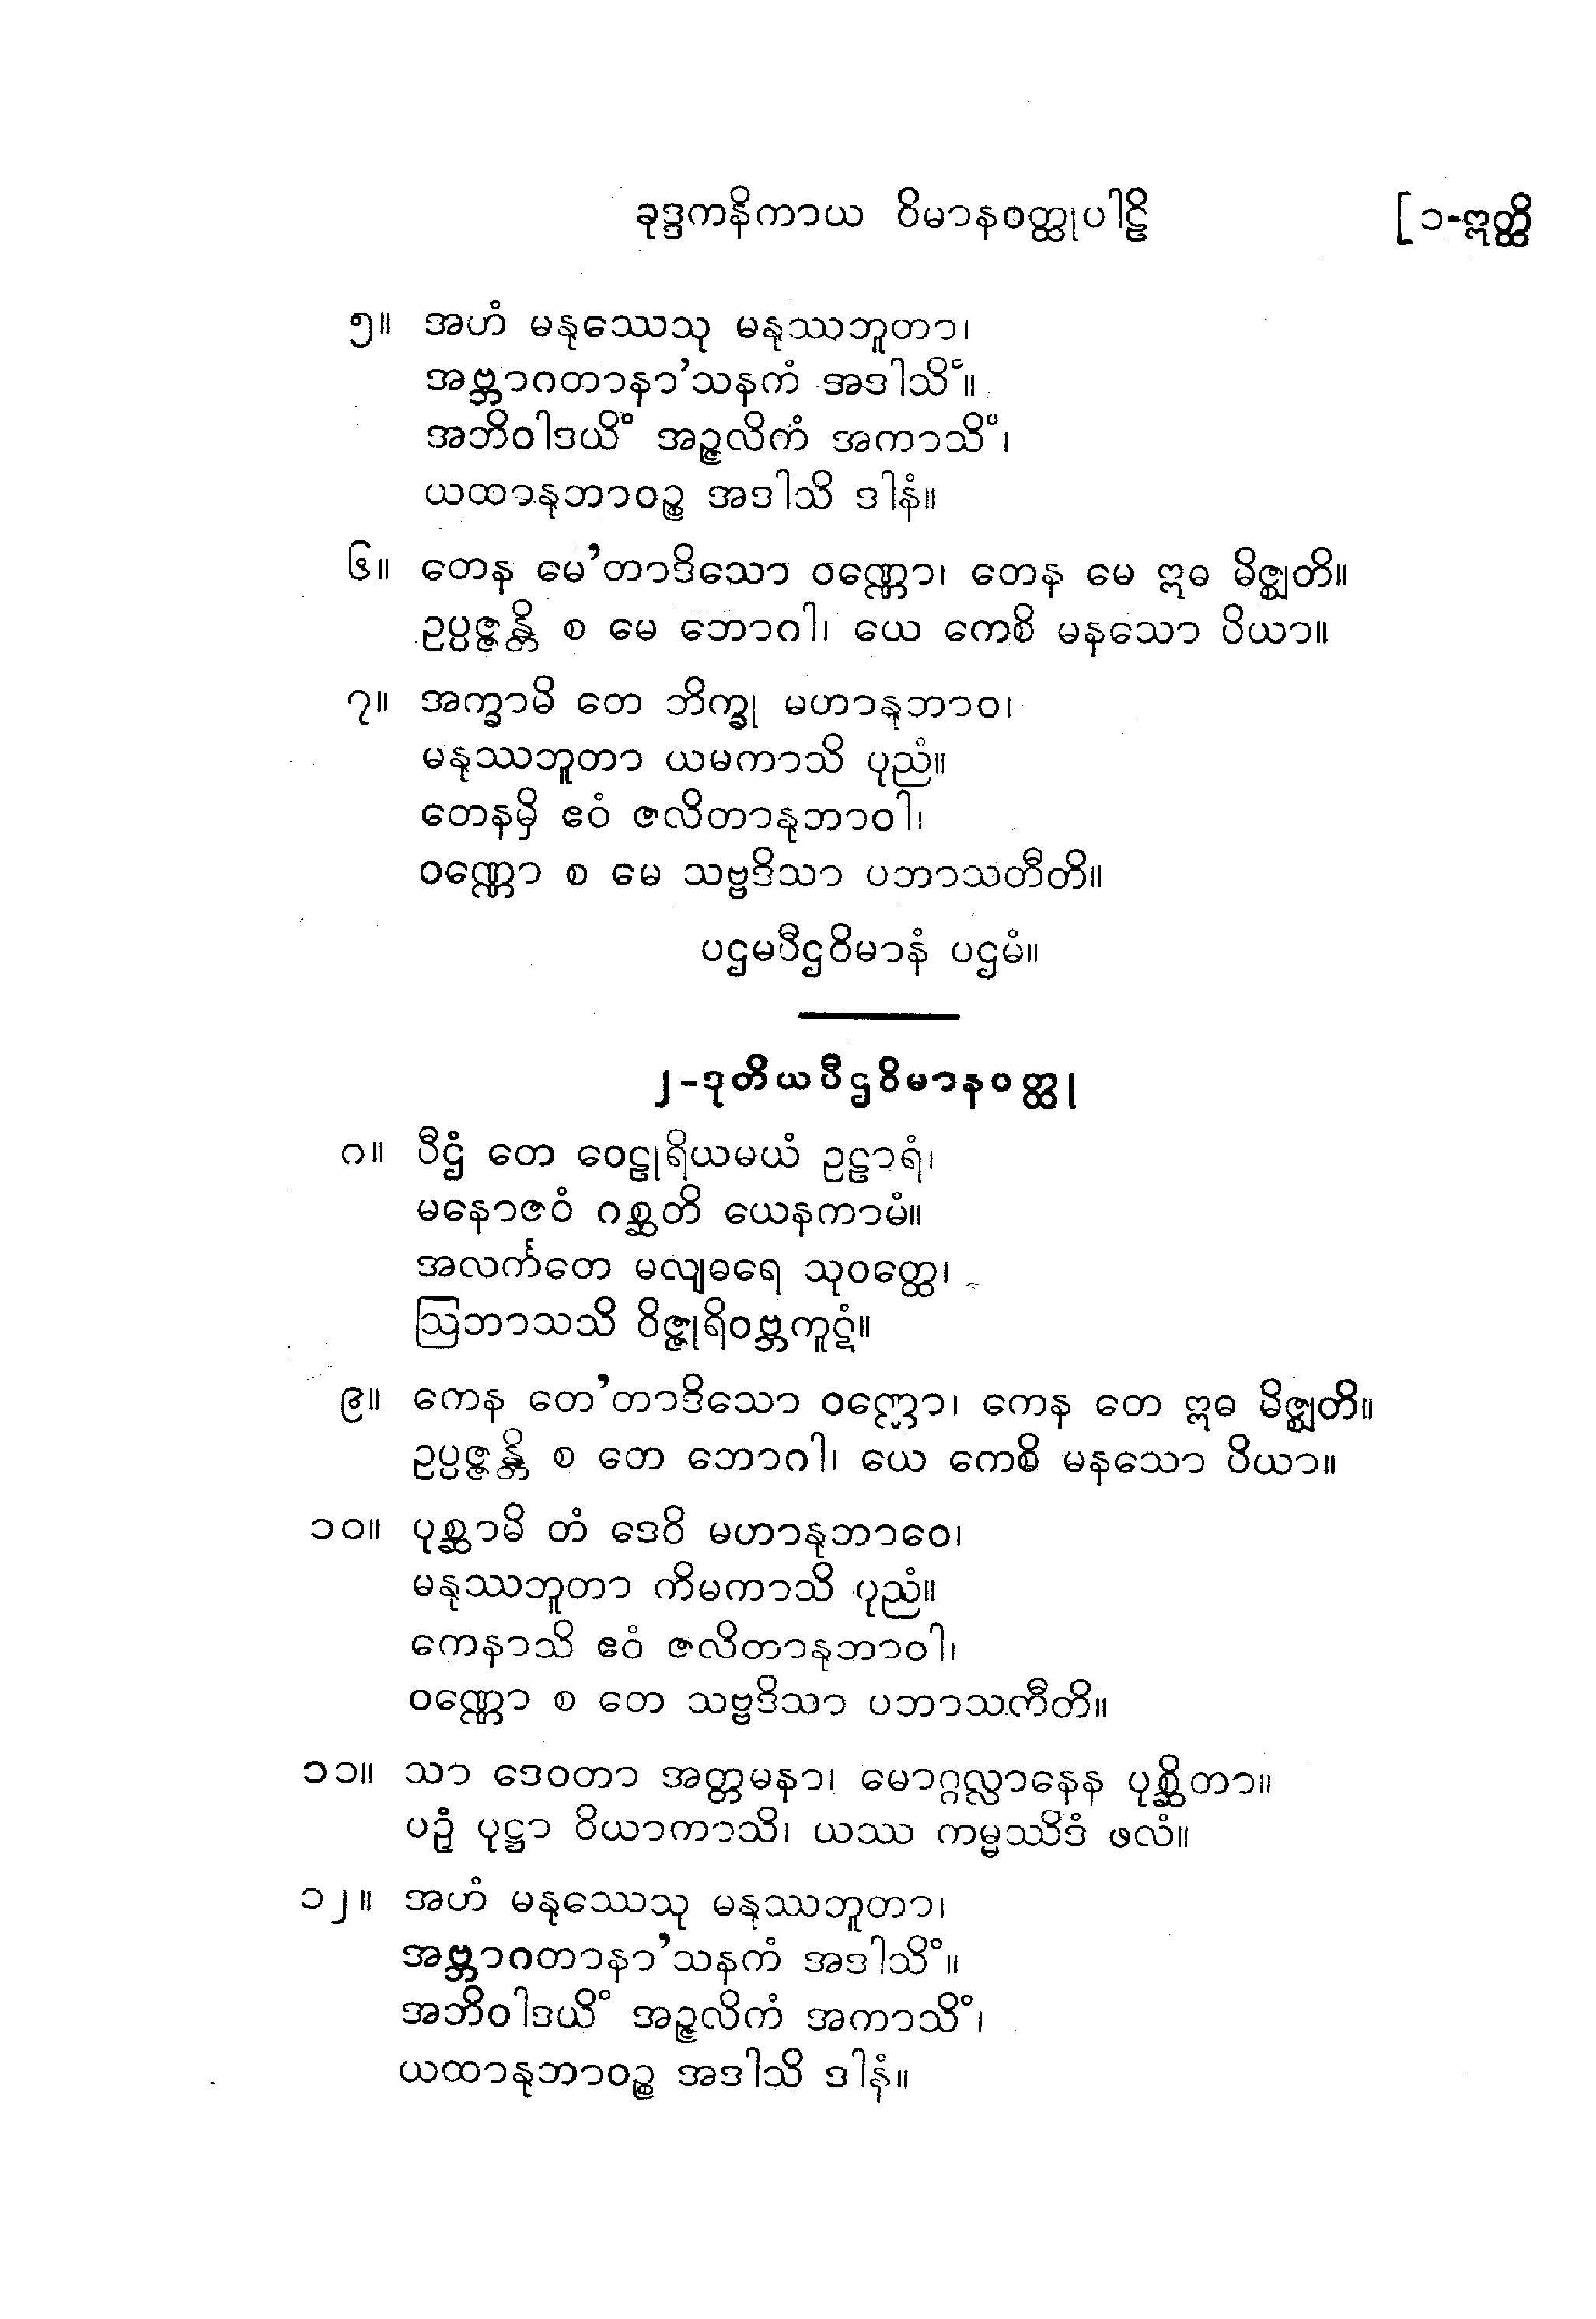 ခုဒ္ဒကနိကာယ ဝိမာနဝတ္ထုပါဠိ [၁-ဣတ္ထိ
၅။ အဟံ မနုဿေသု မနုဿဘူတာ၊
အဗ္ဘာဂတာနာ’သနကံ အဒါသိံ။
အဘိဝါဒယိံ အဉ္ဇလိကံ အကာသိံ၊
ယထာနုဘာဝဉ္စ အဒါသိ ဒါနံ။
၆။ တေန မေ’တာဒိသော ဝဏ္ဏော၊ တေန မေ ဣဓ မိဇ္ဈတိ။
ဥပ္ပဇ္ဇန္တိ စ မေ ဘောဂါ၊ ယေ ကေစိ မနသော ပိယာ။
၇။ အက္ခာမိ တေ ဘိက္ခု မဟာနုဘာဝ၊
မနုဿဘူတာ ယမကာသိ ပုညံ။
တေနမှိ ဧဝံ ဇလိတာနုဘာဝါ၊
ဝဏ္ဏော စ မေ သဗ္ဗဒိသာ ပဘာသတီတိ။
ပဌမပီဌဝိမာနံ ပဌမံ။
၂-ဒုတိယပီဌဝိမာနဝတ္ထု
၈။ ပီဌံ တေ ဝေဠုရိယမယံ ဥဠာရံ၊
မနောဇဝံ ဂစ္ဆတိ ယေနကာမံ။
အလင်္ကတေ မလျဓရေ သုဝတ္ထေ၊
ဩဘာသသိ ဝိဇ္ဇုရိဝဗ္ဘကူဋံ။
၉။ ကေန တေ’တာဒိသော ဝဏ္ဏော၊ ကေန တေ ဣဓ မိဇ္ဈတိ။
ဥပ္ပဇ္ဇန္တိ စ တေ ဘောဂါ၊ ယေ ကေစိ မနသော ပိယာ။
၁၀။ ပုစ္ဆာမိ တံ ဒေဝိ မဟာနုဘာဝေ၊
မနုဿဘူတာ ကိမကာသိ ပုညံ။
ကေနာသိ ဧဝံ ဇလိတာနုဘာဝါ၊
ဝဏ္ဏော စ တေ သဗ္ဗဒိသာ ပဘာသတီတိ။
၁၁။ သာ ဒေဝတာ အတ္တမနာ၊ မောဂ္ဂလ္လာနေန ပုစ္ဆိတာ။
ပဉှံ ပုဋ္ဌာ ဝိယာကာသိ၊ ယဿ ကမ္မဿိဒံ ဖလံ။
၁၂။ အဟံ မနုဿေသု မနုဿဘူတာ၊
အဗ္ဘာဂတာနာ’သနကံ အဒါသိံ။
အဘိဝါဒယိံ အဉ္ဇလိကံ အကာသိံ၊
ယထာနုဘာဝဉ္စ အဒါသိ ဒါနံ။